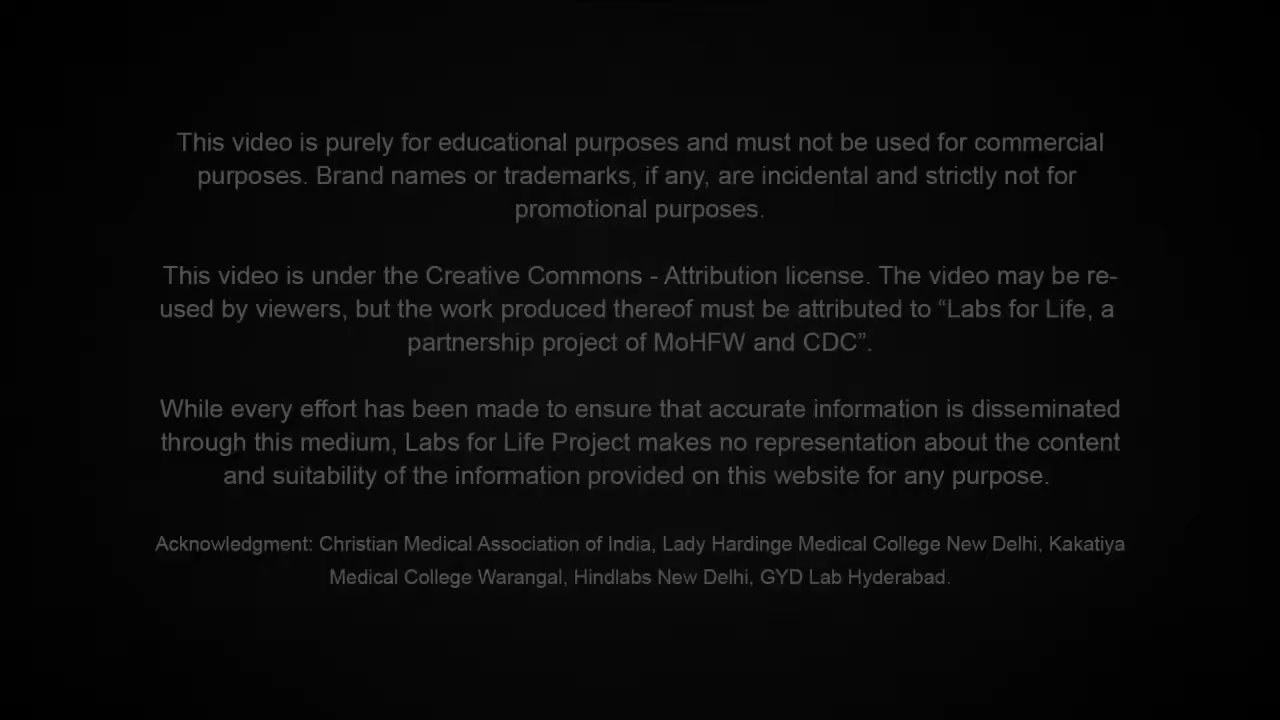 This video is purely for educational purposes and must not be used for commercial
purposes. Brand names or trademarks, if any, are incidental and strictly not for
promotional purposes.
This video is under the Creative Commons - Attribution license. The video may be re-
used by viewers, but the work produced thereof must be attributed to “Labs for Life, a
partnership project of MoHFW and CDC”.
While every effort has been made to ensure that accurate information is disseminated
through this medium, Labs for Life Project makes no representation about the content
and suitability of the information provided on this website for any purpose.
Acknowledgment: Christian Medical Association of India, Lady Hardinge Medical College New Delhi, Kakatiya
Medical College Warangal, Hindlabs New Delhi, GYD Lab Hyderabad.